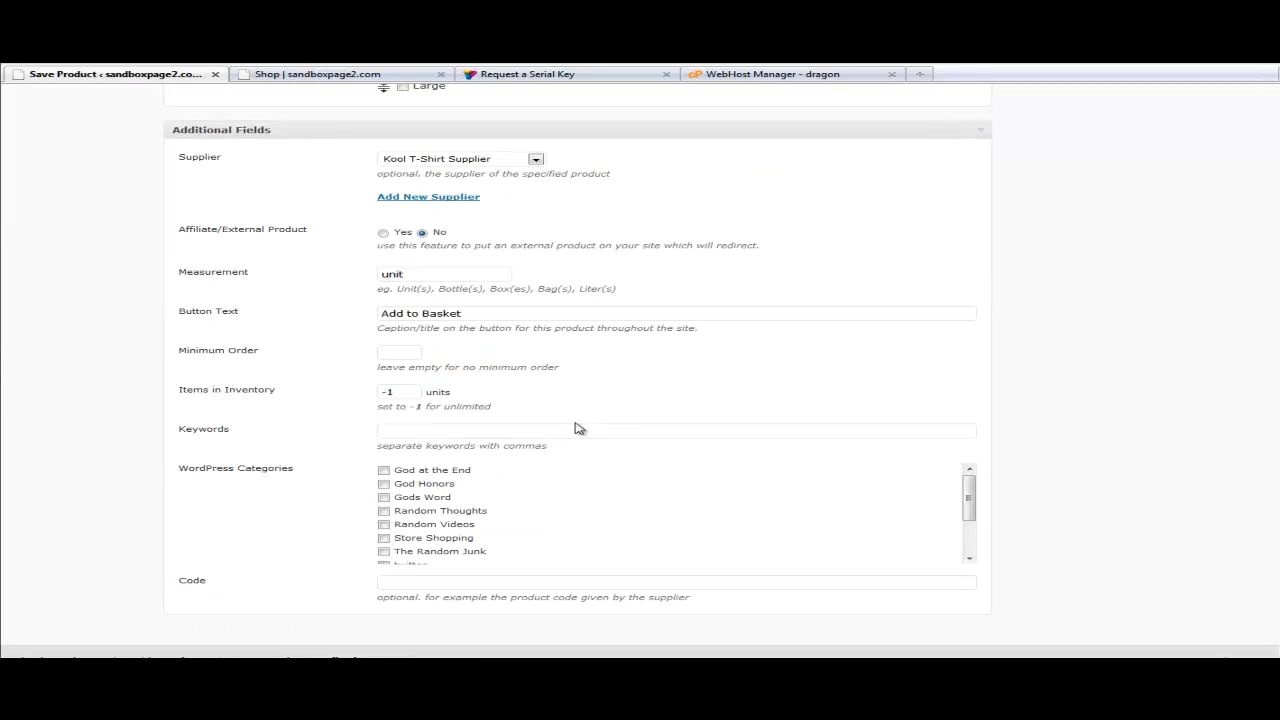 Save Product ‹ sandboxpage2.co... Shop | sandboxpage2.com Request a Serial Key cP WebHost Manager - dragon
Large
Additional Fields
Supplier Kool T-Shirt Supplier
optional. the supplier of the specified product
Add New Supplier
Affiliate/External Product Yes No
use this feature to put an external product on your site which will redirect.
Measurement unit
eg. Unit(s), Bottle(s), Box(es), Bag(s), Liter(s)
Button Text Add to Basket
Caption/title on the button for this product throughout the site.
Minimum Order
leave empty for no minimum order
Items in Inventory -1 units
set to -1 for unlimited
Keywords
separate keywords with commas
WordPress Categories God at the End
God Honors
Gods Word
Random Thoughts
Random Videos
Store Shopping
The Random Junk
Code
optional. for example the product code given by the supplier